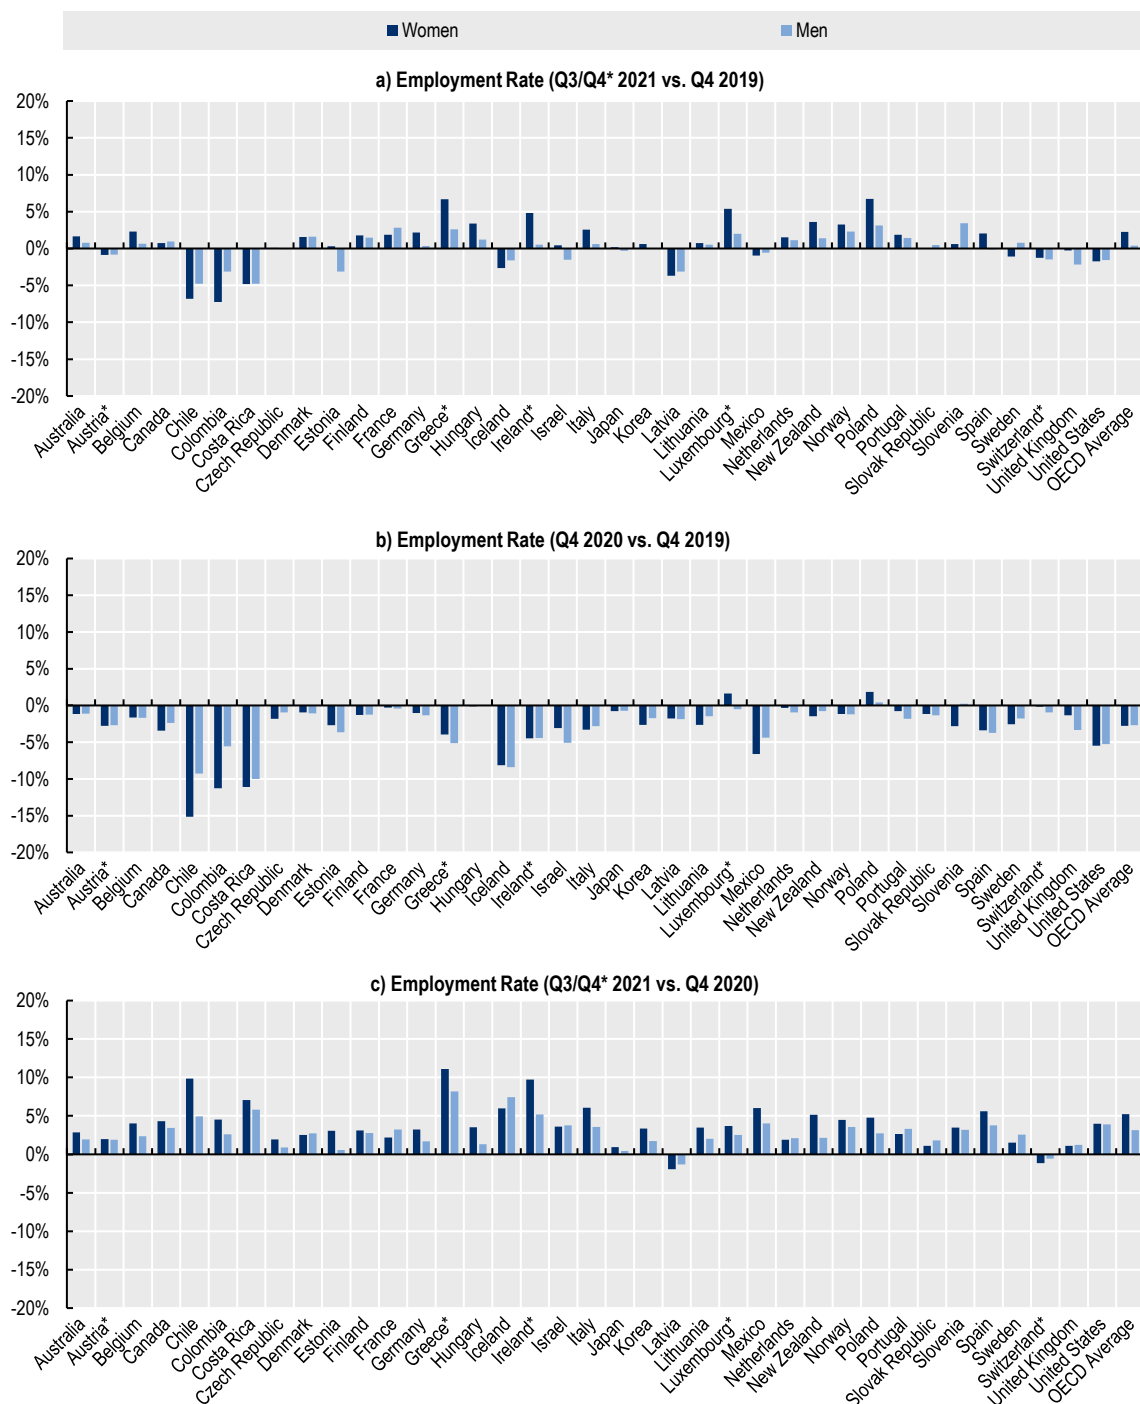 Women Men
a) Employment Rate (Q3/Q4* 2021 vs. Q4 2019)
20%
15%
10%
5%
0%
-5%
-10%
-15%
-20%
Australia
Austria*
Belgium
Canada
Chile
Colombia
Costa Rica
Czech Republic
Denmark
Estonia
Finland
France
Germany
Greece*
Hungary
Iceland
Ireland*
Israel
Italy
Japan
Korea
Latvia
Lithuania
Luxembourg*
Mexico
Netherlands
New Zealand
Norway
Poland
Portugal
Slovak Republic
Slovenia
Spain
Sweden
Switzerland*
United Kingdom
United States
OECD Average
b) Employment Rate (Q4 2020 vs. Q4 2019)
20%
15%
10%
5%
0%
-5%
-10%
-15%
-20%
Australia
Austria*
Belgium
Canada
Chile
Colombia
Costa Rica
Czech Republic
Denmark
Estonia
Finland
France
Germany
Greece*
Hungary
Iceland
Ireland*
Israel
Italy
Japan
Korea
Latvia
Lithuania
Luxembourg*
Mexico
Netherlands
New Zealand
Norway
Poland
Portugal
Slovak Republic
Slovenia
Spain
Sweden
Switzerland*
United Kingdom
United States
OECD Average
c) Employment Rate (Q3/Q4* 2021 vs. Q4 2020)
20%
15%
10%
5%
0%
-5%
-10%
-15%
-20%
Australia
Austria*
Belgium
Canada
Chile
Colombia
Costa Rica
Czech Republic
Denmark
Estonia
Finland
France
Germany
Greece*
Hungary
Iceland
Ireland*
Israel
Italy
Japan
Korea
Latvia
Lithuania
Luxembourg*
Mexico
Netherlands
New Zealand
Norway
Poland
Portugal
Slovak Republic
Slovenia
Spain
Sweden
Switzerland*
United Kingdom
United States
OECD Average